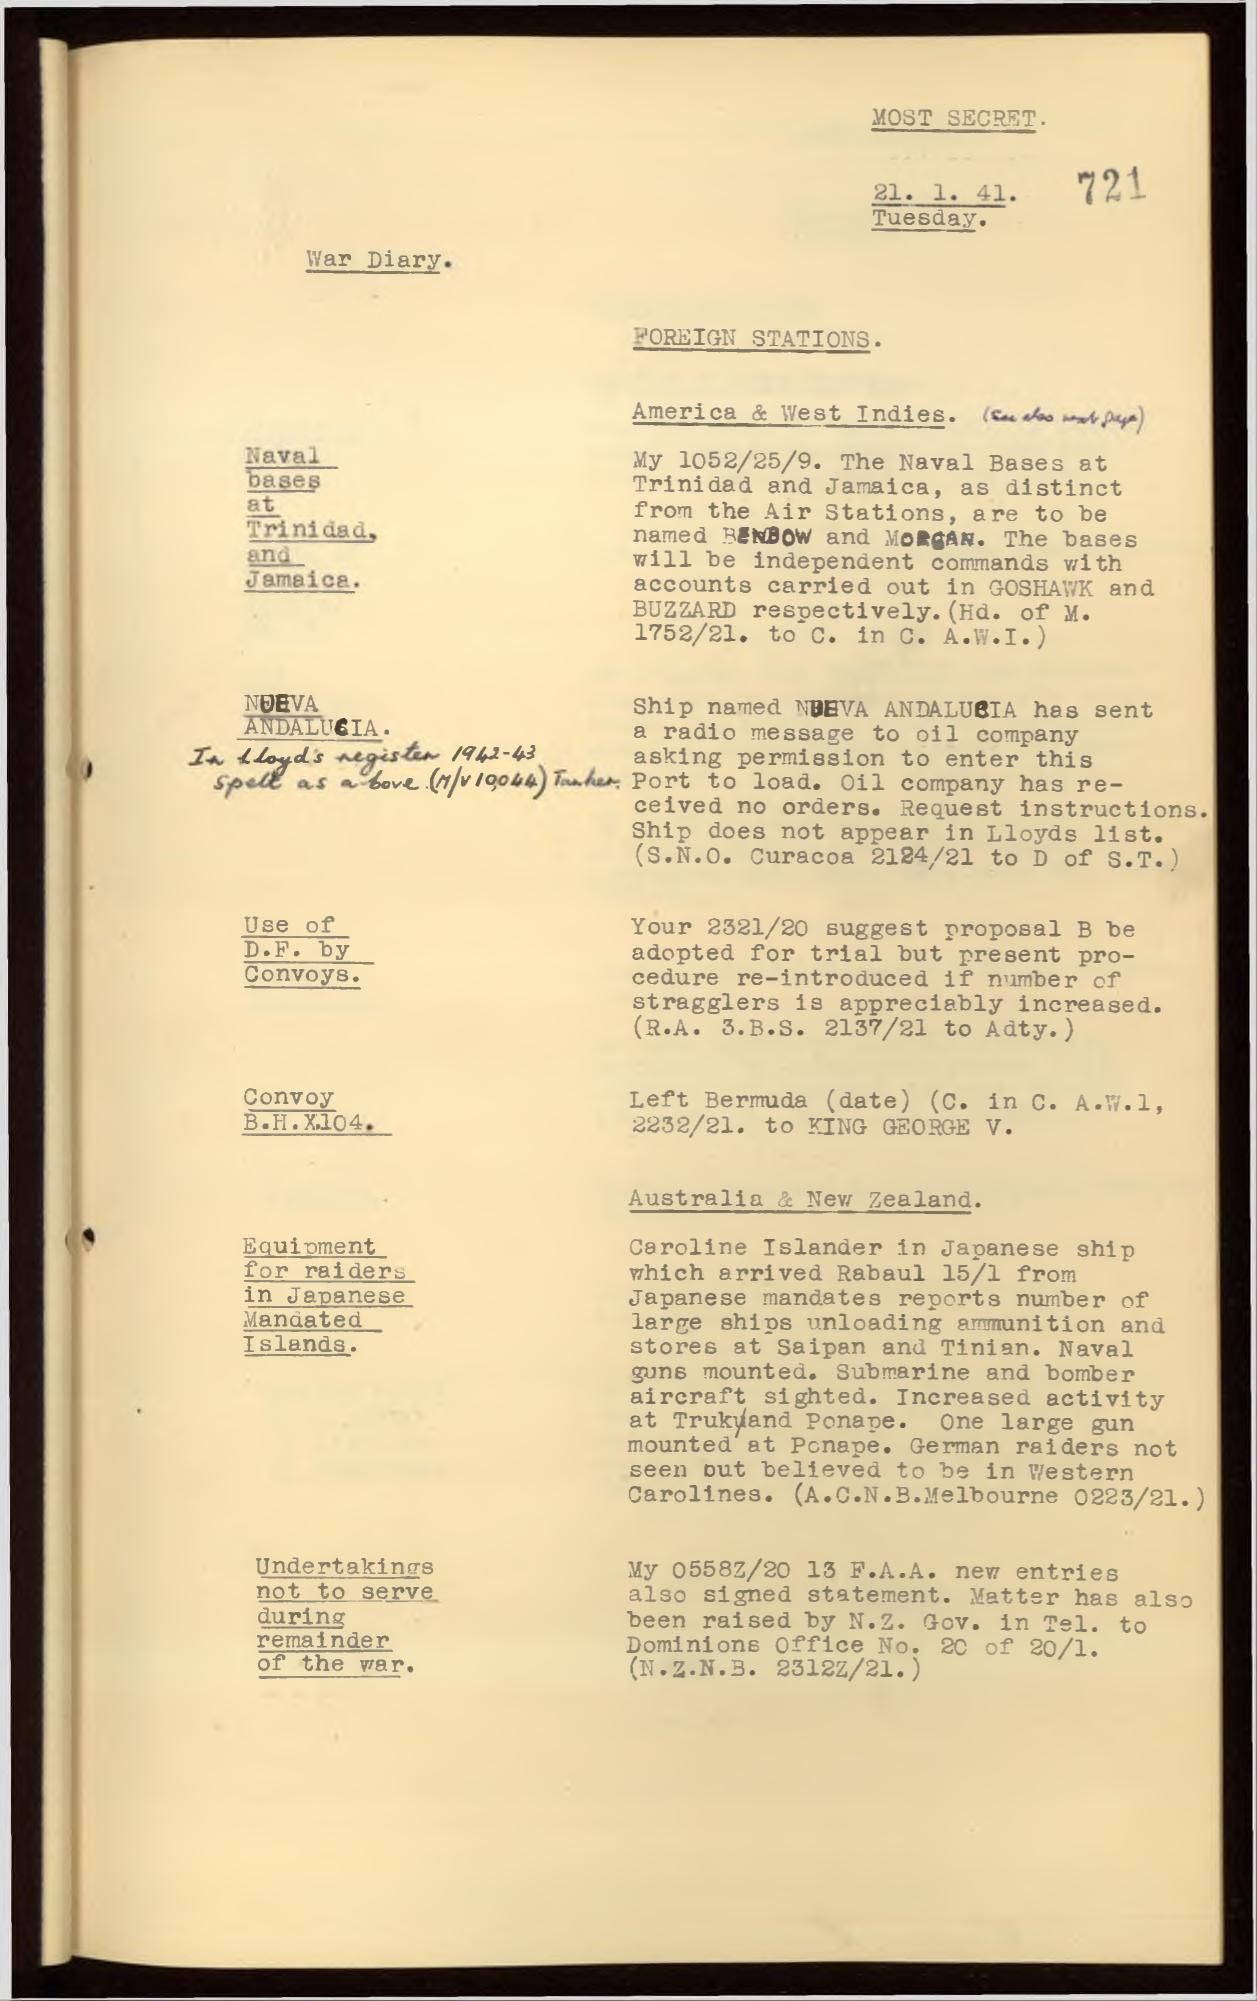 MOST SECRET.
721
21. 1. 41.
Tuesday.
War Diary.
FOREIGN STATIONS.
America & West Indies. (See also next page)
Naval
bases
at
Trinidad,
and
Jamaica.
My 1052/25/9. The Naval Bases at
Trinidad and Jamaica, as distinct
from the Air Stations, are to be
named BENBOW and MORGAN. The bases
will be independent commands with
accounts carried out in GOSHAWK and
BUZZARD respectively.(Hd. of M.
1752/21. to C. in C. A.W.I.)
NUEVA
ANDALUCIA.
In Lloyd's register 1942-43
Spelt as above (M/V 10,044) Tanker.
Ship named NUEVA ANDALUCIA has sent
a radio message to oil company
asking permission to enter this
Port to load. Oil company has re-
ceived no orders. Request instructions.
Ship does not appear in Lloyds list.
(S.N.O. Curacoa 2124/21 to D of S.T.)
Use of
D.F. by
Convoys.
Your 2321/20 suggest proposal B be
adopted for trial but present pro-
cedure re-introduced if number of
stragglers is appreciably increased.
(R.A. 3.B.S. 2137/21 to Adty.)
Convoy
B.H.X.104.
Left Bermuda (date) (C. in C. A.W.1,
2232/21. to KING GEORGE V.
Australia & New Zealand.
Equipment
for raiders
in Japanese
Mandated
Islands.
Caroline Islander in Japanese ship
which arrived Rabaul 15/1 from
Japanese mandates reports number of
large ships unloading ammunition and
stores at Saipan and Tinian. Naval
guns mounted. Submarine and bomber
aircraft sighted. Increased activity
at Truk/and Ponape. One large gun
mounted at Ponape. German raiders not
seen but believed to be in Western
Carolines. (A.C.N.B.Melbourne 0223/21.)
Undertakings
not to serve
during
remainder
of the war.
My 0558Z/20 13 F.A.A. new entries
also signed statement. Matter has also
been raised by N.Z. Gov. in Tel. to
Dominions Office No. 20 of 20/1.
(N.Z.N.B. 2312Z/21.)